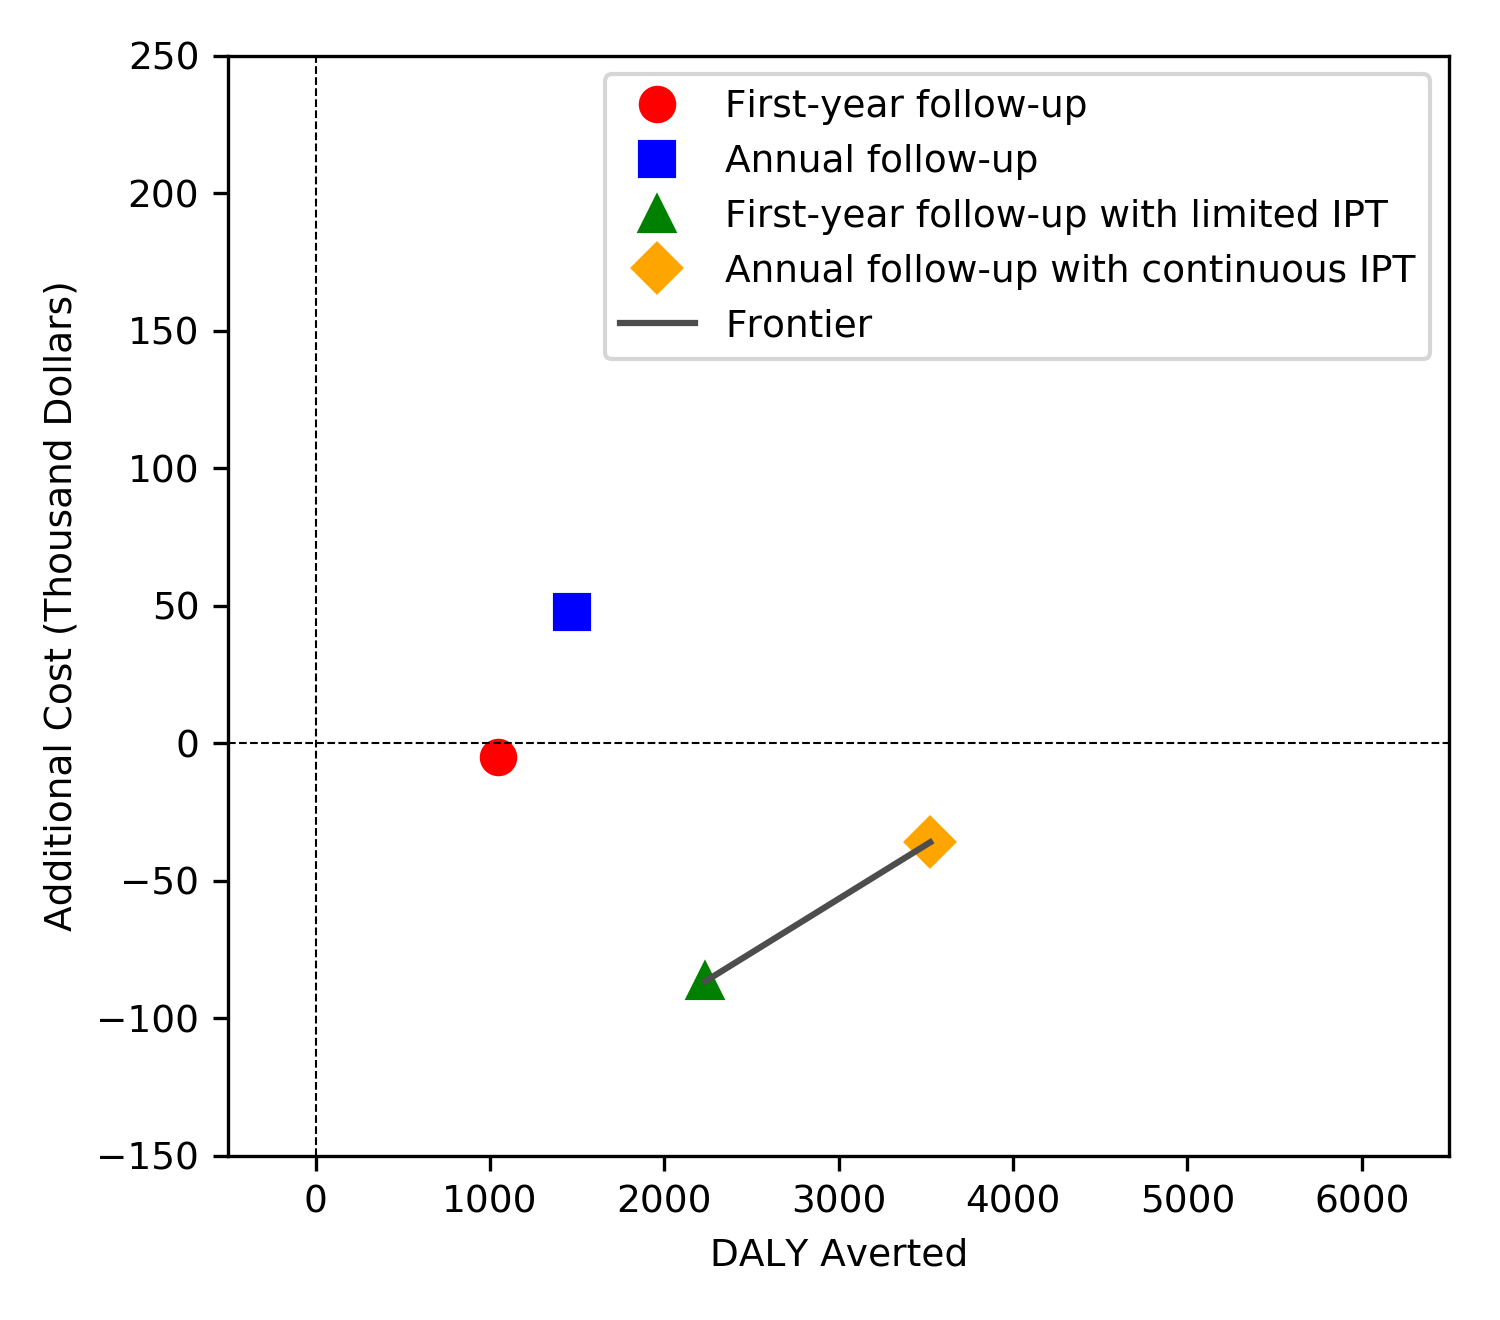 250
200
150
100
50
0
−50
−100
−150
Additional Cost (Thousand Dollars)
First-year follow-up
Annual follow-up
First-year follow-up with limited IPT
Annual follow-up with continuous IPT
Frontier
0 1000 2000 3000 4000 5000 6000
DALY Averted